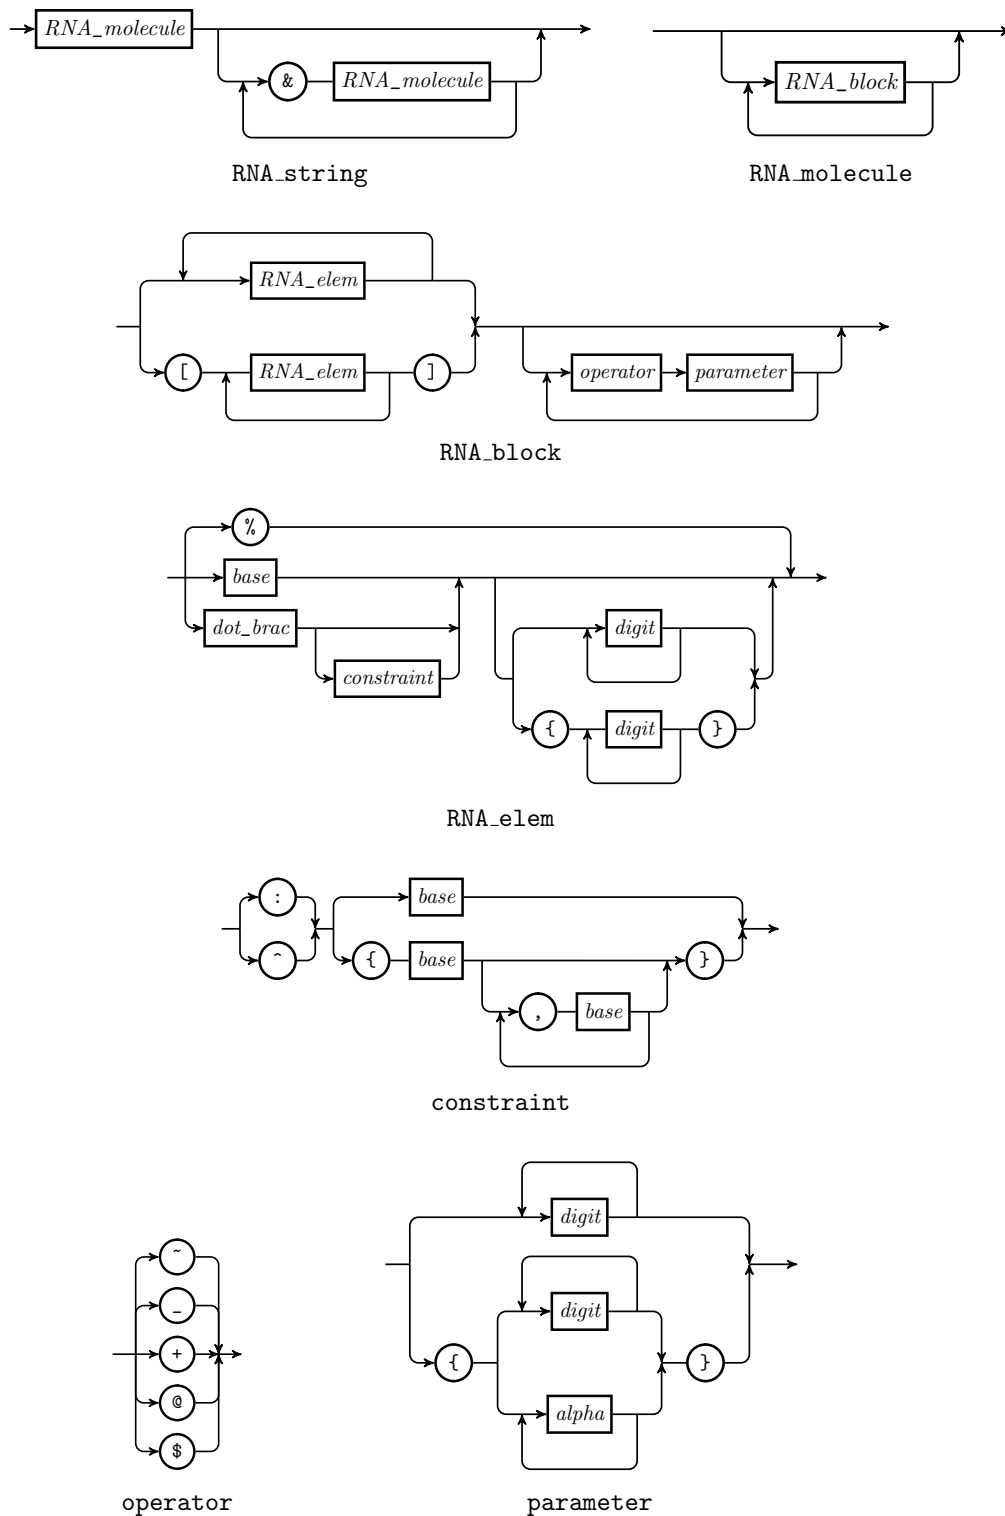 RNA_molecule
& RNA_molecule
RNA_string
RNA_block
RNA_molecule
RNA_elem
[ RNA_elem ]
operator parameter
RNA_block
%
base
dot_brac
constraint
digit
{ digit }
RNA_elem
:
^
base
{ base }
, base
constraint
~
_
+
@
$
operator
digit
digit
{ }
alpha
parameter